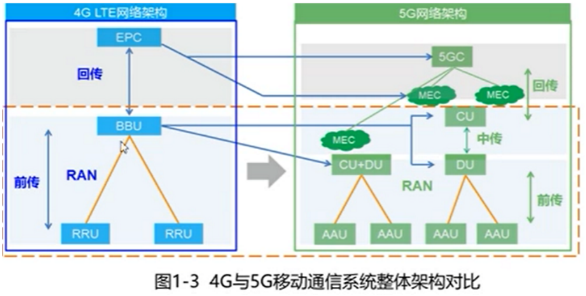 4G LTE网络架构
EPC
回传
BBU
前传
RAN
RRU
RRU
5G网络架构
5GC
MEC
MEC
回传
CU
MEC
中传
CU+DU
DU
RAN
前传
AAU
AAU
AAU
AAU
图1-3 4G与5G移动通信系统整体架构对比